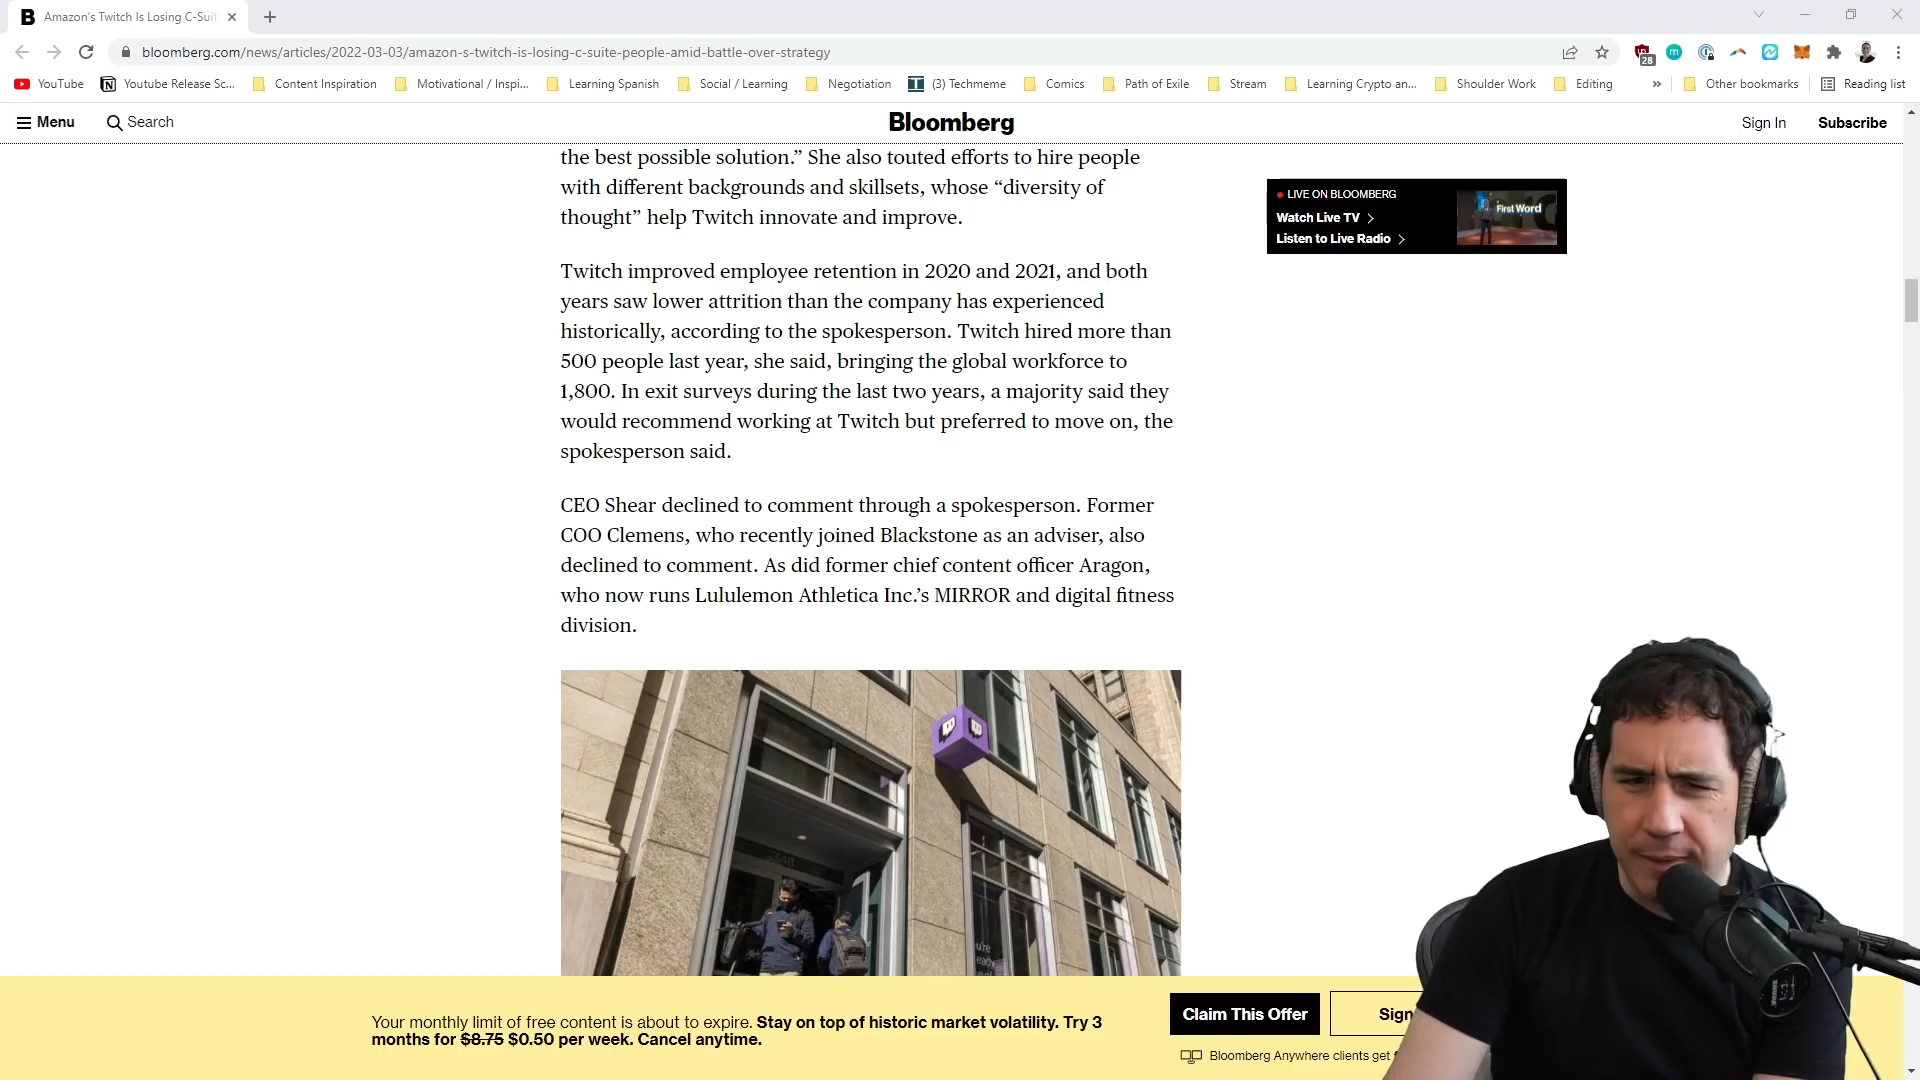 Amazon's Twitch Is Losing C-Suit
bloomberg.com/news/articles/2022-03-03/amazon-s-twitch-is-losing-c-suite-people-amid-battle-over-strategy
28
YouTube
Youtube Release Sc...
Content Inspiration
Motivational / Inspi...
Learning Spanish
Social / Learning
Negotiation
(3) Techmeme
Comics
Path of Exile
Stream
Learning Crypto an...
Shoulder Work
Editing
»
Other bookmarks
Reading list
Menu
Search
Bloomberg
Sign In
Subscribe
the best possible solution.” She also touted efforts to hire people
with different backgrounds and skillsets, whose “diversity of
thought” help Twitch innovate and improve.
LIVE ON BLOOMBERG
Watch Live TV
Listen to Live Radio
First Word
Twitch improved employee retention in 2020 and 2021, and both
years saw lower attrition than the company has experienced
historically, according to the spokesperson. Twitch hired more than
500 people last year, she said, bringing the global workforce to
1,800. In exit surveys during the last two years, a majority said they
would recommend working at Twitch but preferred to move on, the
spokesperson said.
CEO Shear declined to comment through a spokesperson. Former
COO Clemens, who recently joined Blackstone as an adviser, also
declined to comment. As did former chief content officer Aragon,
who now runs Lululemon Athletica Inc.’s MIRROR and digital fitness
division.
Your monthly limit of free content is about to expire. Stay on top of historic market volatility. Try 3
months for $8.75 $0.50 per week. Cancel anytime.
Claim This Offer
Sign
Bloomberg Anywhere clients get